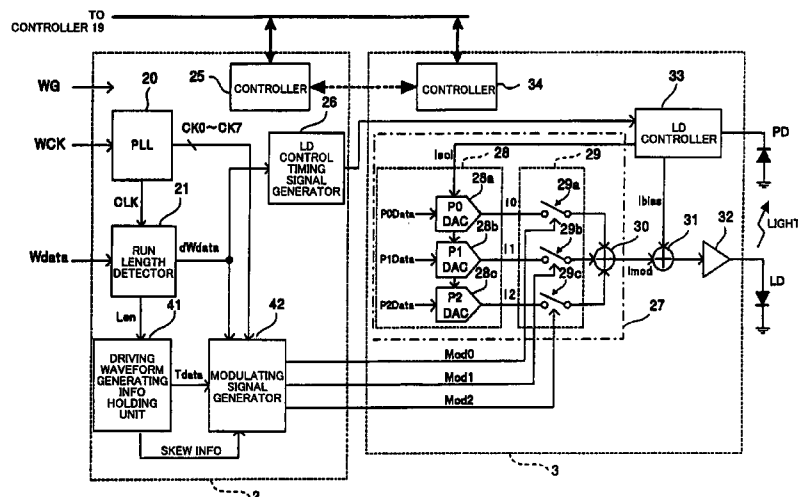 TO
CONTROLLER 19
WG
WCK
Wdata
20
PLL
CLK
25
CONTROLLER
CONTROLLER
34
26
CK0~CK7
LD
CONTROL
TIMING
SIGNAL
GENERATOR
21
RUN
LENGTH
DETECTOR
dWdata
Len
41
DRIVING
WAVEFORM
GENERATING
INFO
HOLDING
UNIT
Tdata
42
MODULATING
SIGNAL
GENERATOR
SKEW INFO
Mod0
Mod1
Mod2
33
LD
CONTROLLER
PD
Iscl
28
29
28a
P0
DAC
P0Data
I0
29a
28b
P1
DAC
P1Data
I1
29b
28c
P2
DAC
P2Data
I2
29c
30
Ibias
31
Imod
32
LIGHT
LD
27
2
3